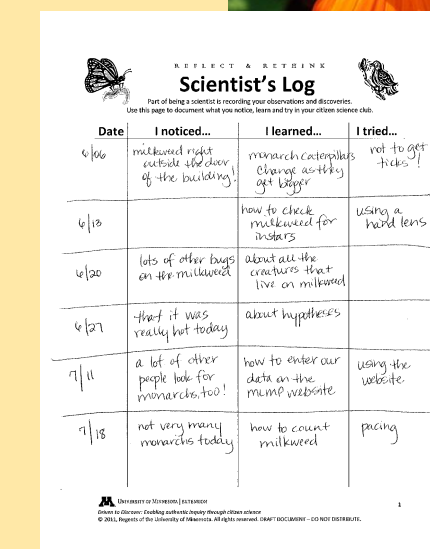 REFLECT & RETHINK
Scientist's Log
Part of being a scientist is recording your observations and discoveries.
Use this page to document what you notice, learn and try in your citizen science club.
Date I noticed... I learned... I tried...
6/06
milkweed right
outside the door
of the building!
monarch caterpillars
change as they
get bigger
not to get
ticks!
6/13
how to check
milkweed for
instars
using a
hand lens
6/20
lots of other bugs
on the milkweed
about all the
creatures that
live on milkweed
6/27
that it was
really hot today
about hypotheses
7/11
a lot of other
people look for
monarchs, too!
how to enter our
data on the
MLMP website
using the
website
7/18
not very many
monarchs today
how to count
milkweed
pacing
UNIVERSITY OF MINNESOTA | EXTENSION
Driven to Discover: Enabling authentic inquiry through citizen science
© 2011, Regents of the University of Minnesota. All rights reserved. DRAFT DOCUMENT – DO NOT DISTRIBUTE.
1